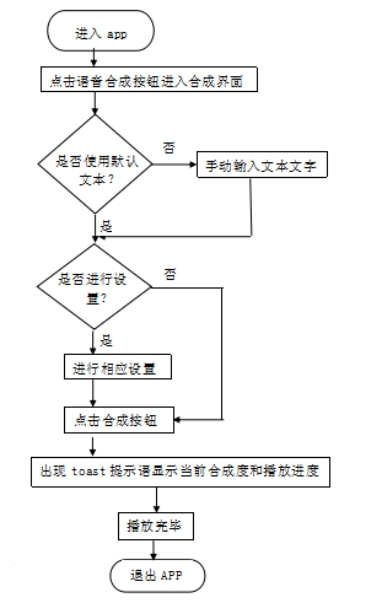 进入 app
点击语音合成按钮进入合成界面
是否使用默认
文本？
否
手动输入文本文字
是
是否进行设
置？
否
是
进行相应设置
点击合成按钮
出现 toast 提示语显示当前合成度和播放进度
播放完毕
退出 APP